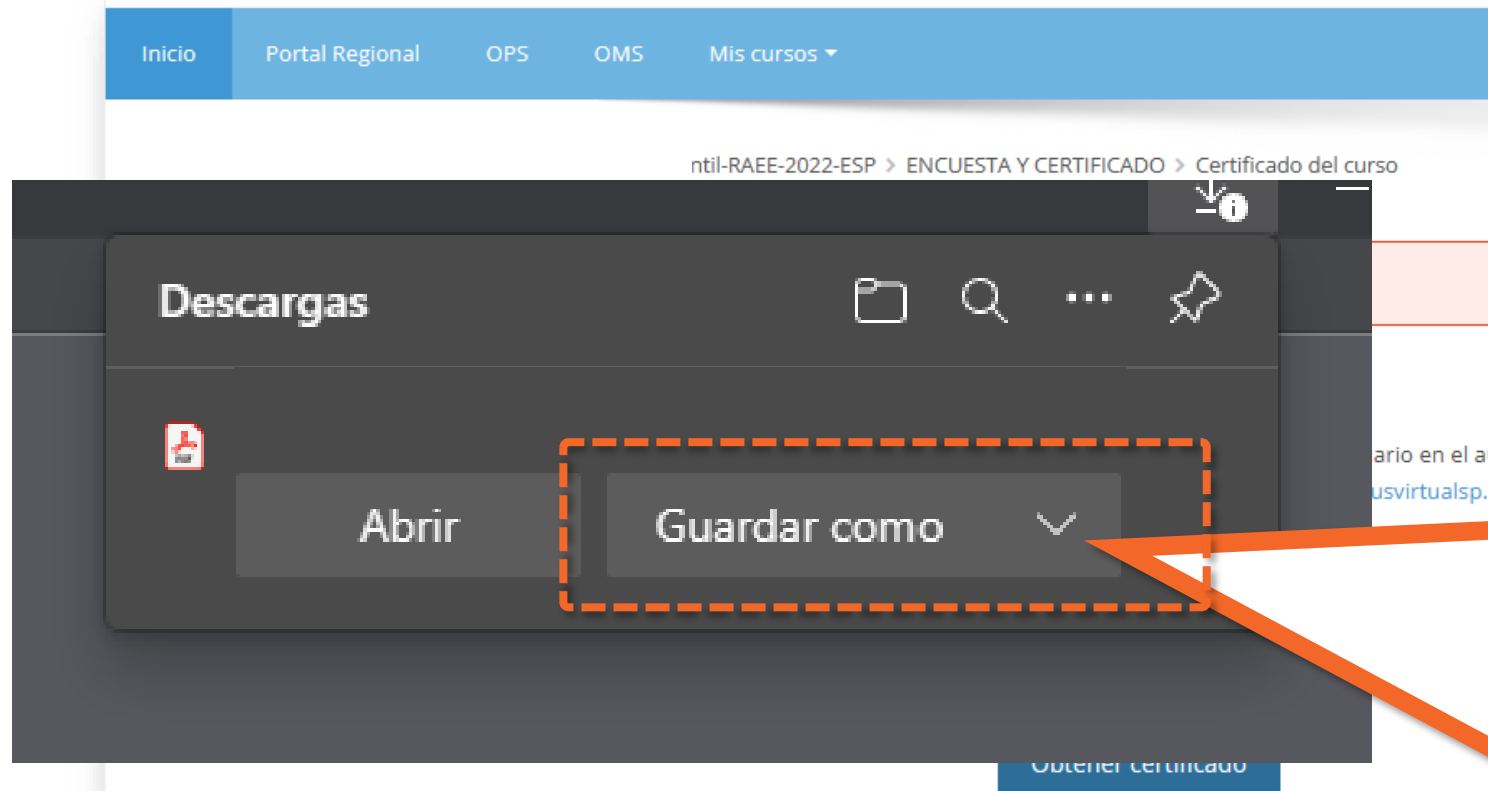 Inicio Portal Regional OPS OMS Mis cursos
ntil-RAEE-2022-ESP > ENCUESTA Y CERTIFICADO > Certificado del curso
Descargas
ario en el a
usvirtualsp.
Abrir Guardar como
Obtener certificado